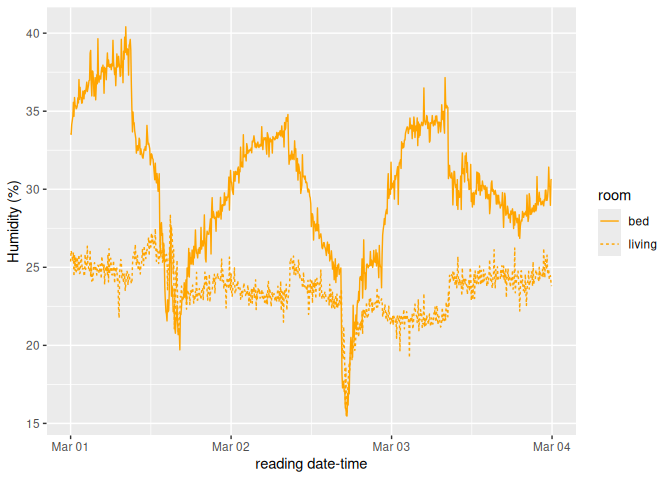 40
35
30
25
20
15
Humidity (%)
Mar 01
Mar 02
Mar 03
Mar 04
reading date-time
room
bed
living